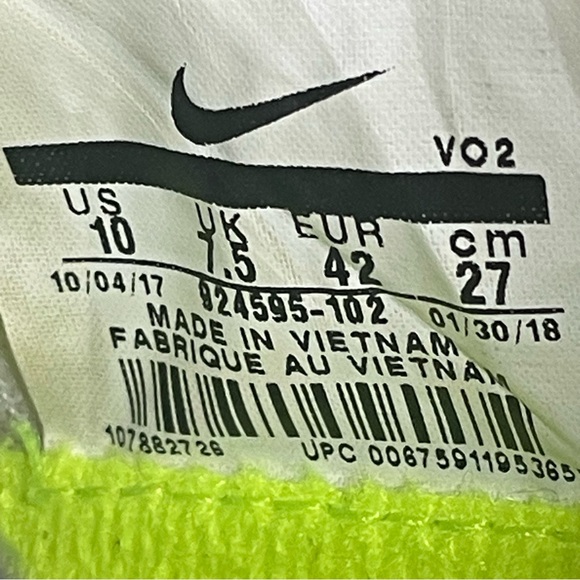 VO2
US UK EUR cm
10 7.5 42 27
10/04/17 924595-102 01/30/18
MADE IN VIETNAM
FABRIQUE AU VIETNAM
107882726 UPC 00675911953651